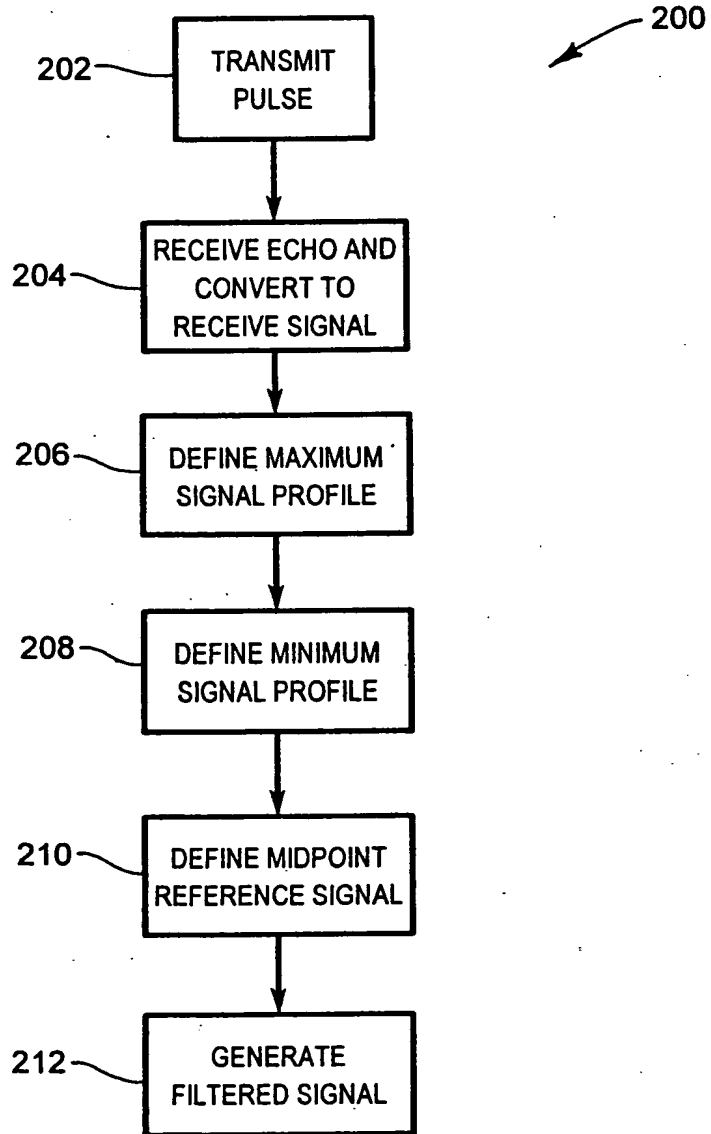 200
202
TRANSMIT
PULSE
204
RECEIVE ECHO AND
CONVERT TO
RECEIVE SIGNAL
206
DEFINE MAXIMUM
SIGNAL PROFILE
208
DEFINE MINIMUM
SIGNAL PROFILE
210
DEFINE MIDPOINT
REFERENCE SIGNAL
212
GENERATE
FILTERED SIGNAL